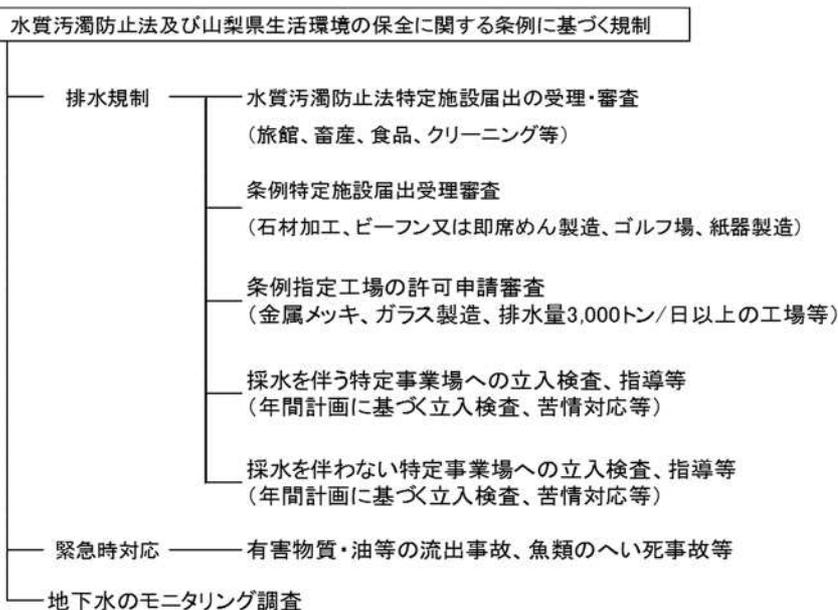 水質汚濁防止法及び山梨県生活環境の保全に関する条例に基づく規制
排水規制
水質汚濁防止法特定施設届出の受理・審査
（旅館、畜産、食品、クリーニング等）
条例特定施設届出受理審査
（石材加工、ビーフン又は即席めん製造、ゴルフ場、紙器製造）
条例指定工場の許可申請審査
（金属メッキ、ガラス製造、排水量3,000トン/日以上の工場等）
採水を伴う特定事業場への立入検査、指導等
（年間計画に基づく立入検査、苦情対応等）
採水を伴わない特定事業場への立入検査、指導等
（年間計画に基づく立入検査、苦情対応等）
緊急時対応
有害物質・油等の流出事故、魚類のへい死事故等
地下水のモニタリング調査